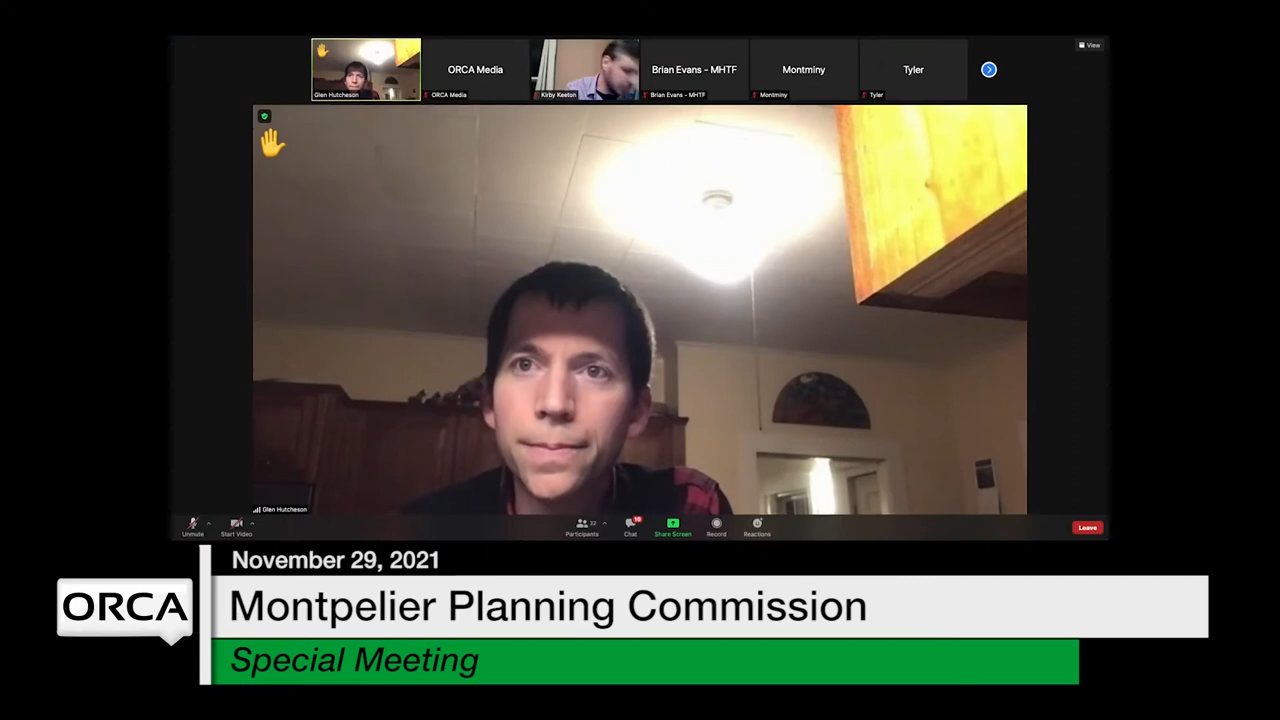 View
ORCA Media
Brian Evans - MHTF
Montminy
Tyler
Glen Hutcheson
ORCA Media
Kirby Keeton
Brian Evans - MHTF
Montminy
Tyler
Glen Hutcheson
Unmute
Start Video
32
Participants
10
Chat
Share Screen
Record
Reactions
Leave
November 29, 2021
ORCA
Montpelier Planning Commission
Special Meeting